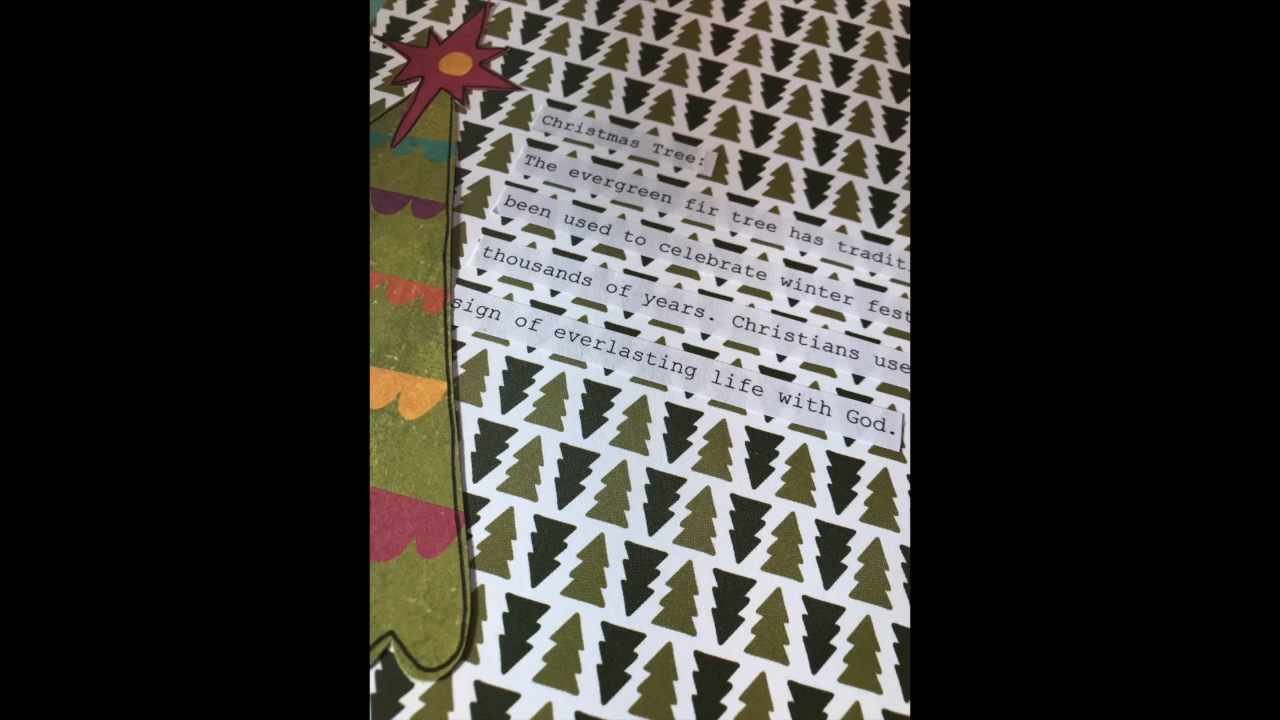 Christmas Tree:
The evergreen fir tree has traditi
been used to celebrate winter fest
thousands of years. Christians use
sign of everlasting life with God.